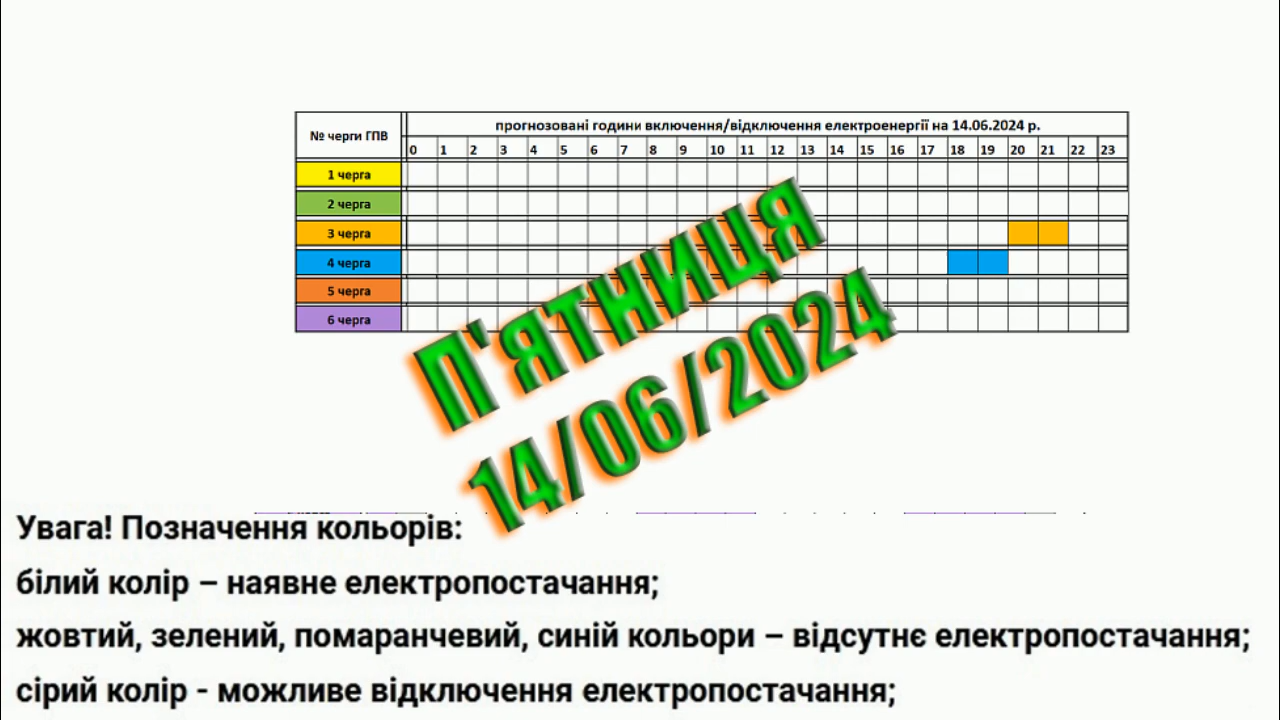 № черги ГПВ
прогнозовані години включення/відключення електроенергії на 14.06.2024 р.
0 1 2 3 4 5 6 7 8 9 10 11 12 13 14 15 16 17 18 19 20 21 22 23
1 черга
2 черга
3 черга
4 черга
5 черга
6 черга
П'ЯТНИЦЯ
14/06/2024
Увага! Позначення кольорів:
білий колір – наявне електропостачання;
жовтий, зелений, помаранчевий, синій кольори – відсутнє електропостачання;
сірий колір - можливе відключення електропостачання;